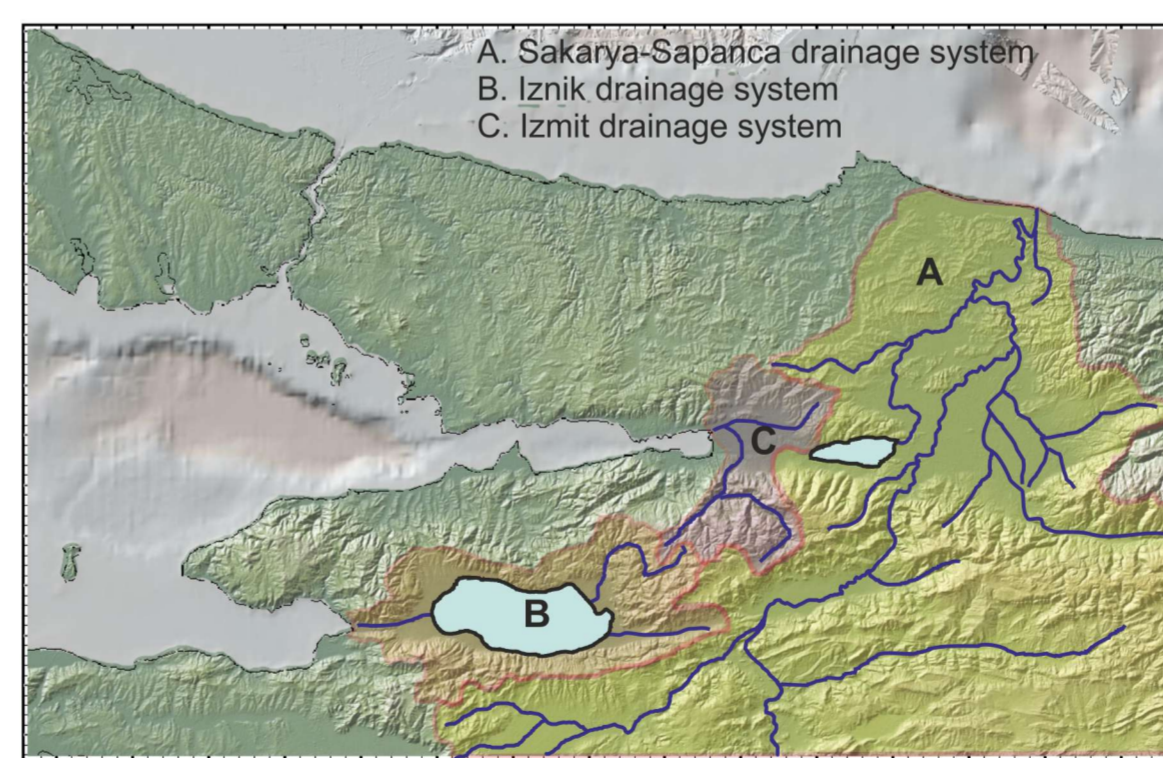 A. Sakarya-Sapanca drainage system
B. Iznik drainage system
C. Izmit drainage system
A
C
B